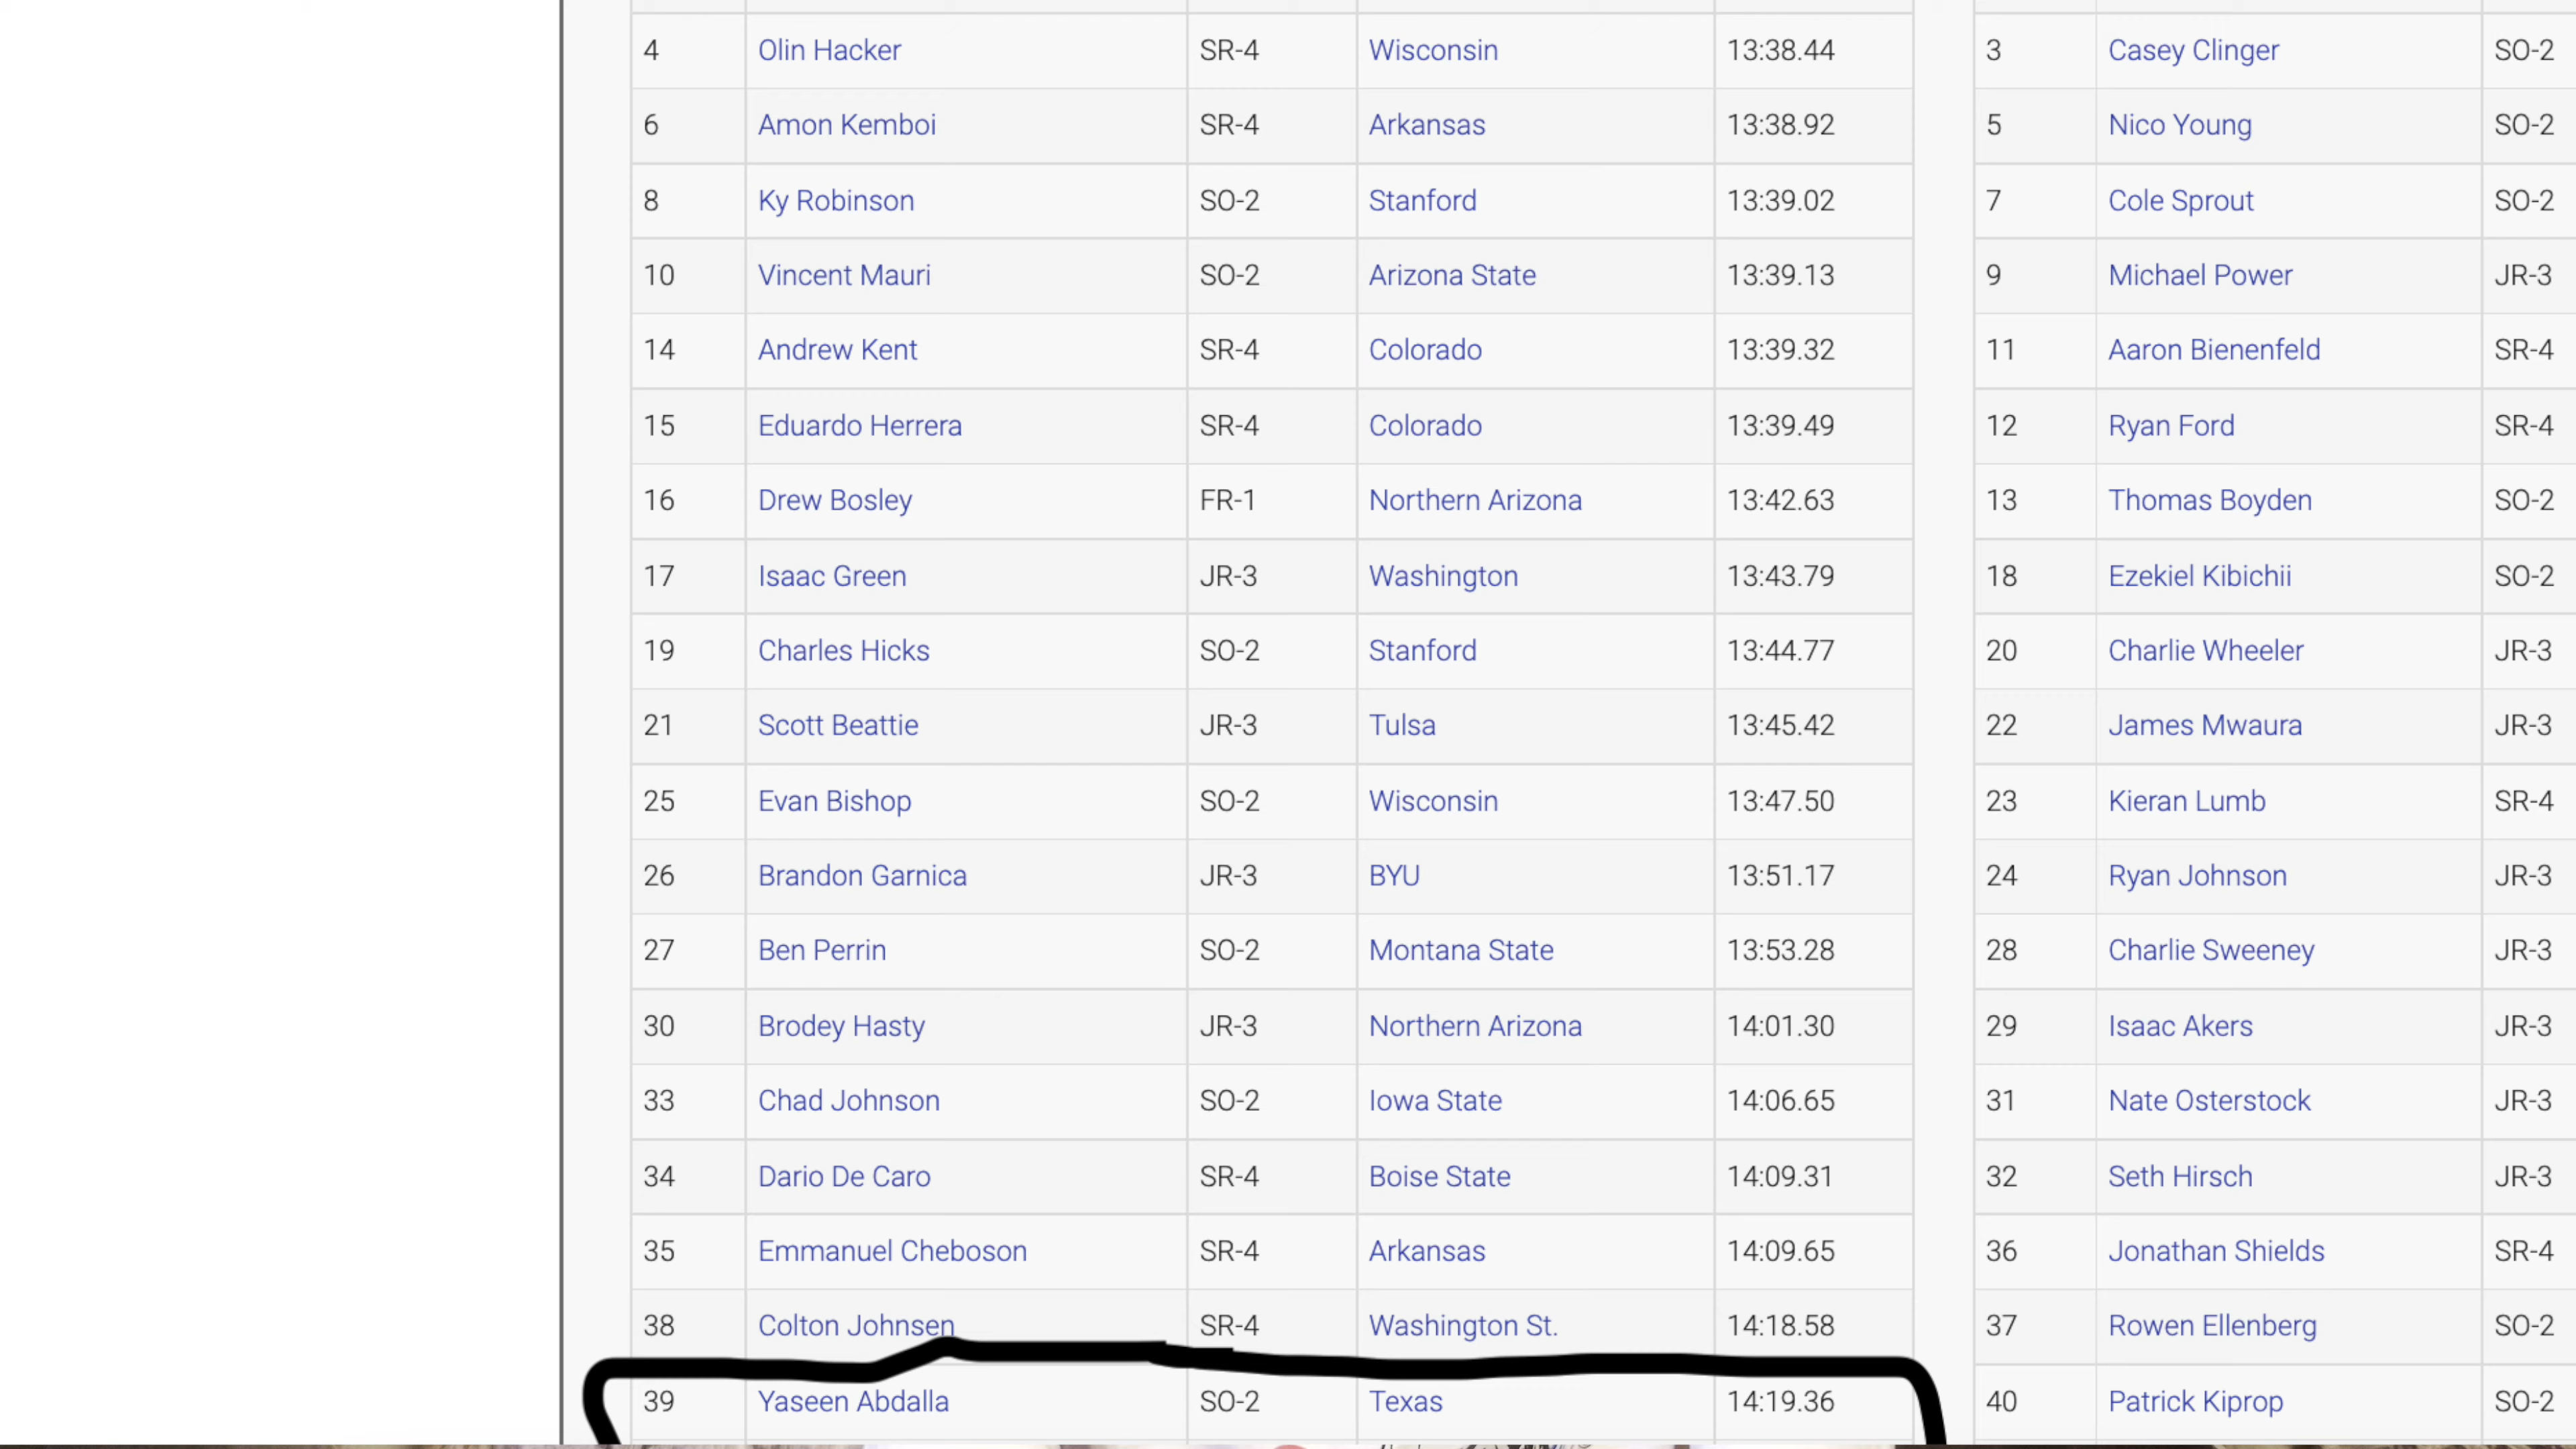 4 Olin Hacker SR-4 Wisconsin 13:38.44 3 Casey Clinger SO-2
6 Amon Kemboi SR-4 Arkansas 13:38.92 5 Nico Young SO-2
8 Ky Robinson SO-2 Stanford 13:39.02 7 Cole Sprout SO-2
10 Vincent Mauri SO-2 Arizona State 13:39.13 9 Michael Power JR-3
14 Andrew Kent SR-4 Colorado 13:39.32 11 Aaron Bienenfeld SR-4
15 Eduardo Herrera SR-4 Colorado 13:39.49 12 Ryan Ford SR-4
16 Drew Bosley FR-1 Northern Arizona 13:42.63 13 Thomas Boyden SO-2
17 Isaac Green JR-3 Washington 13:43.79 18 Ezekiel Kibichii SO-2
19 Charles Hicks SO-2 Stanford 13:44.77 20 Charlie Wheeler JR-3
21 Scott Beattie JR-3 Tulsa 13:45.42 22 James Mwaura JR-3
25 Evan Bishop SO-2 Wisconsin 13:47.50 23 Kieran Lumb SR-4
26 Brandon Garnica JR-3 BYU 13:51.17 24 Ryan Johnson JR-3
27 Ben Perrin SO-2 Montana State 13:53.28 28 Charlie Sweeney JR-3
30 Brodey Hasty JR-3 Northern Arizona 14:01.30 29 Isaac Akers JR-3
33 Chad Johnson SO-2 Iowa State 14:06.65 31 Nate Osterstock JR-3
34 Dario De Caro SR-4 Boise State 14:09.31 32 Seth Hirsch JR-3
35 Emmanuel Cheboson SR-4 Arkansas 14:09.65 36 Jonathan Shields SR-4
38 Colton Johnsen SR-4 Washington St. 14:18.58 37 Rowen Ellenberg SO-2
39 Yaseen Abdalla SO-2 Texas 14:19.36 40 Patrick Kiprop SO-2